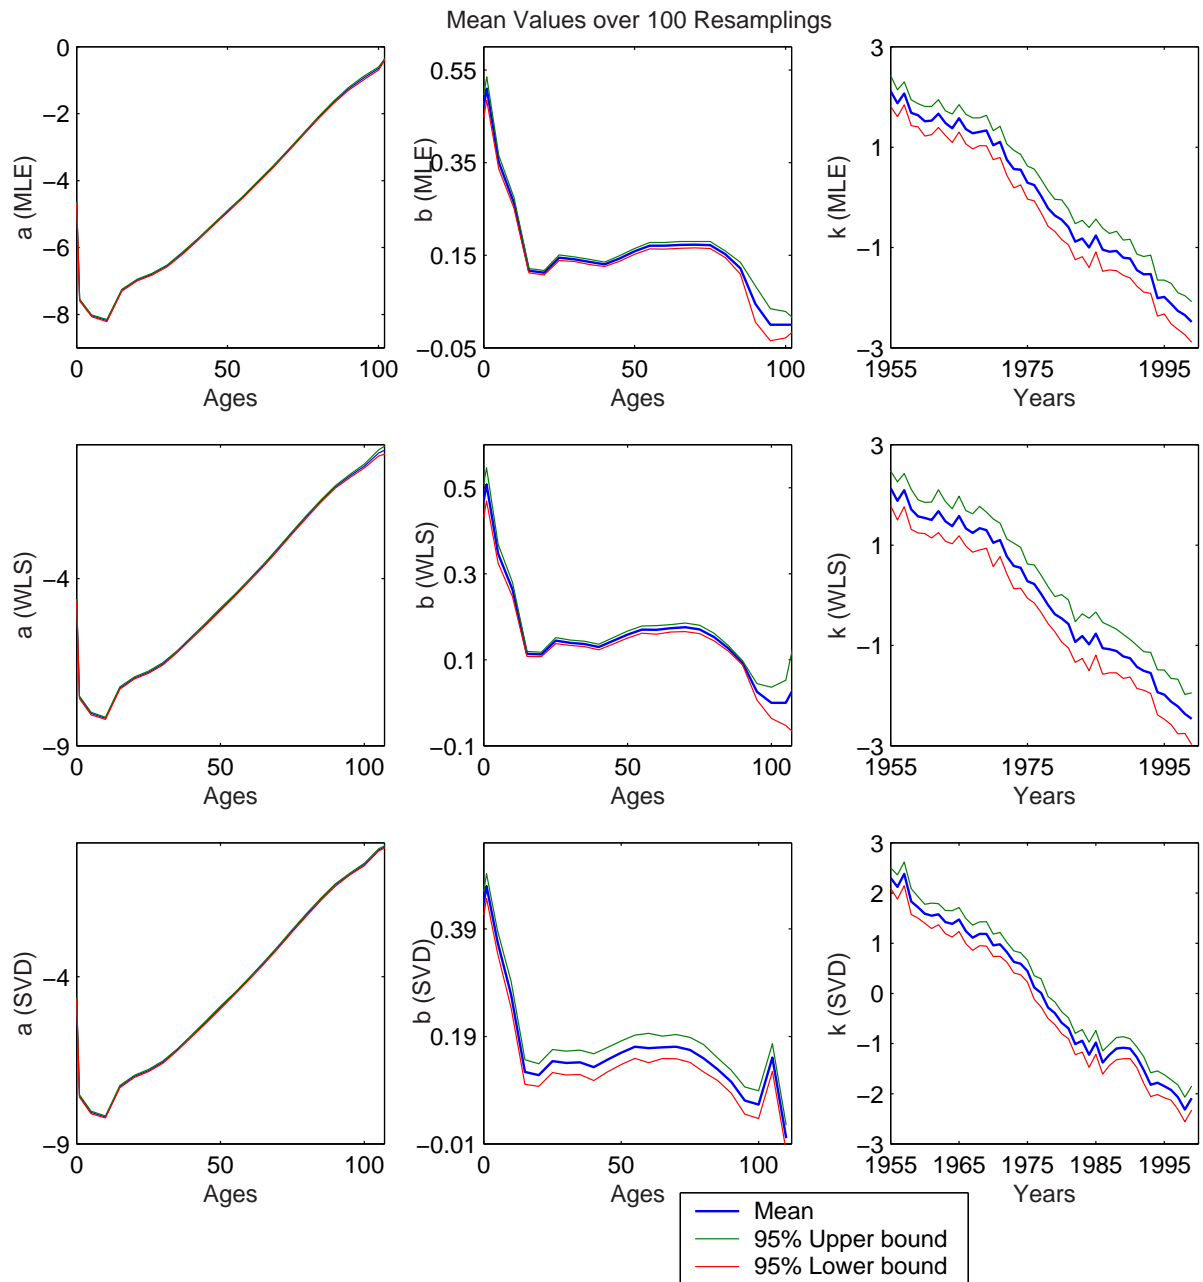 Mean Values over 100 Resamplings
0
−2
−4
−6
−8
a (MLE)
0
50
100
Ages
0.55
0.35
0.15
−0.05
b (MLE)
0
50
100
Ages
3
1
−1
−3
k (MLE)
1955
1975
1995
Years
−4
−9
a (WLS)
0
50
100
Ages
0.5
0.3
0.1
−0.1
b (WLS)
0
50
100
Ages
3
1
−1
−3
k (WLS)
1955
1975
1995
Years
−4
−9
a (SVD)
0
50
100
Ages
0.39
0.19
−0.01
b (SVD)
0
50
100
Ages
3
2
1
0
−1
−2
−3
k (SVD)
1955
1965
1975
1985
1995
Years
Mean
95% Upper bound
95% Lower bound